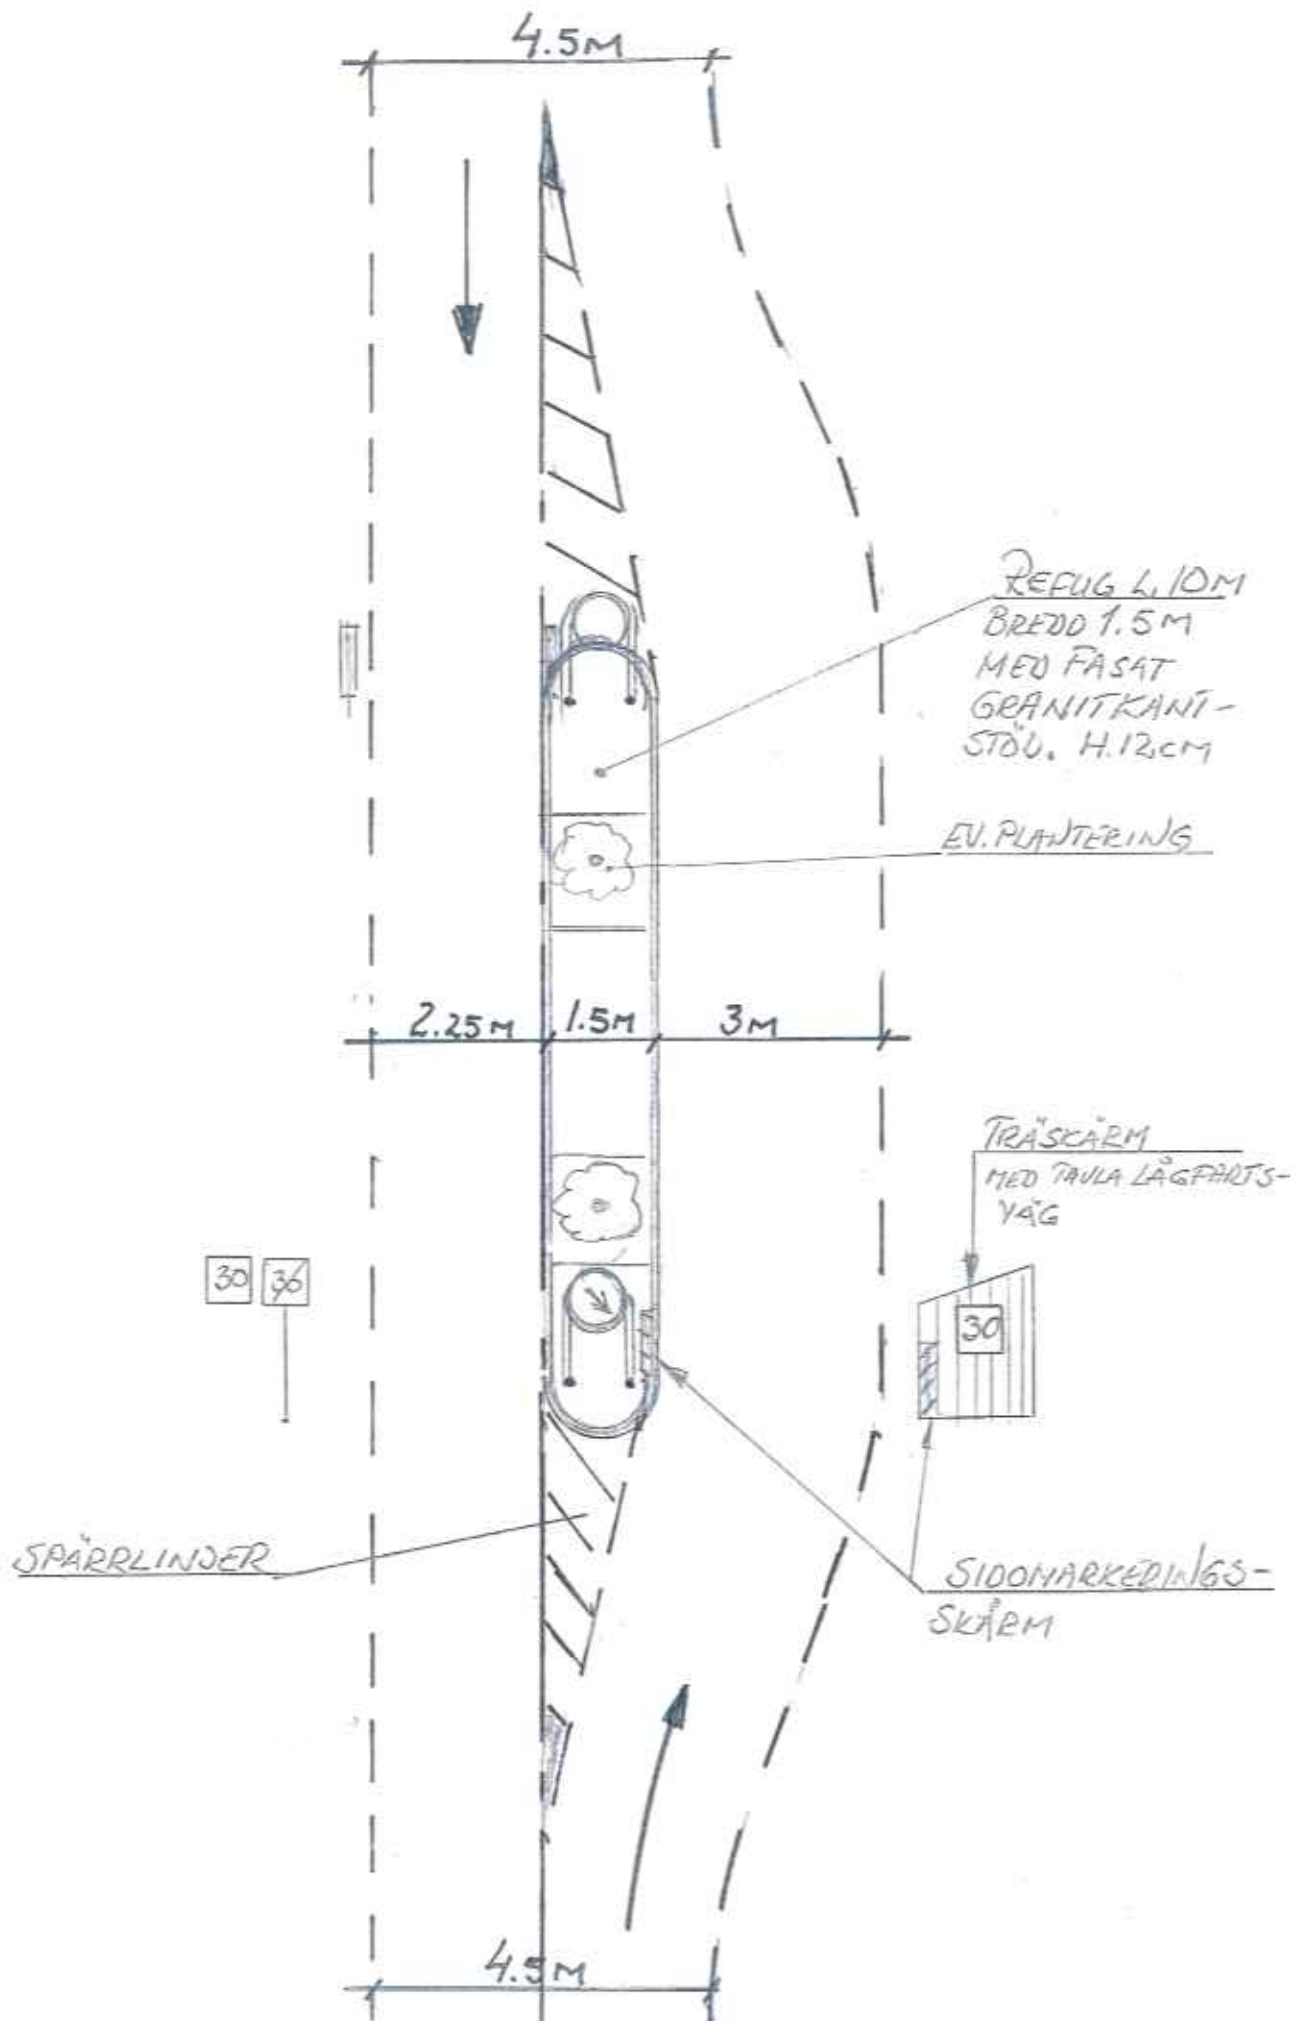 4.5M
REFUG L. 10M
BREDD 1.5M
MED FASAT
GRANITKANT-
STÖD. H.12CM
EV. PLANTERING
2.25M 1.5M 3M
TRÄSKÄRM
MED TAVLA LÅGFARTS-
VÄG
30 30
30
SPÄRRLINJER
SIDOMARKERINGS-
SKÄRM
4.5M